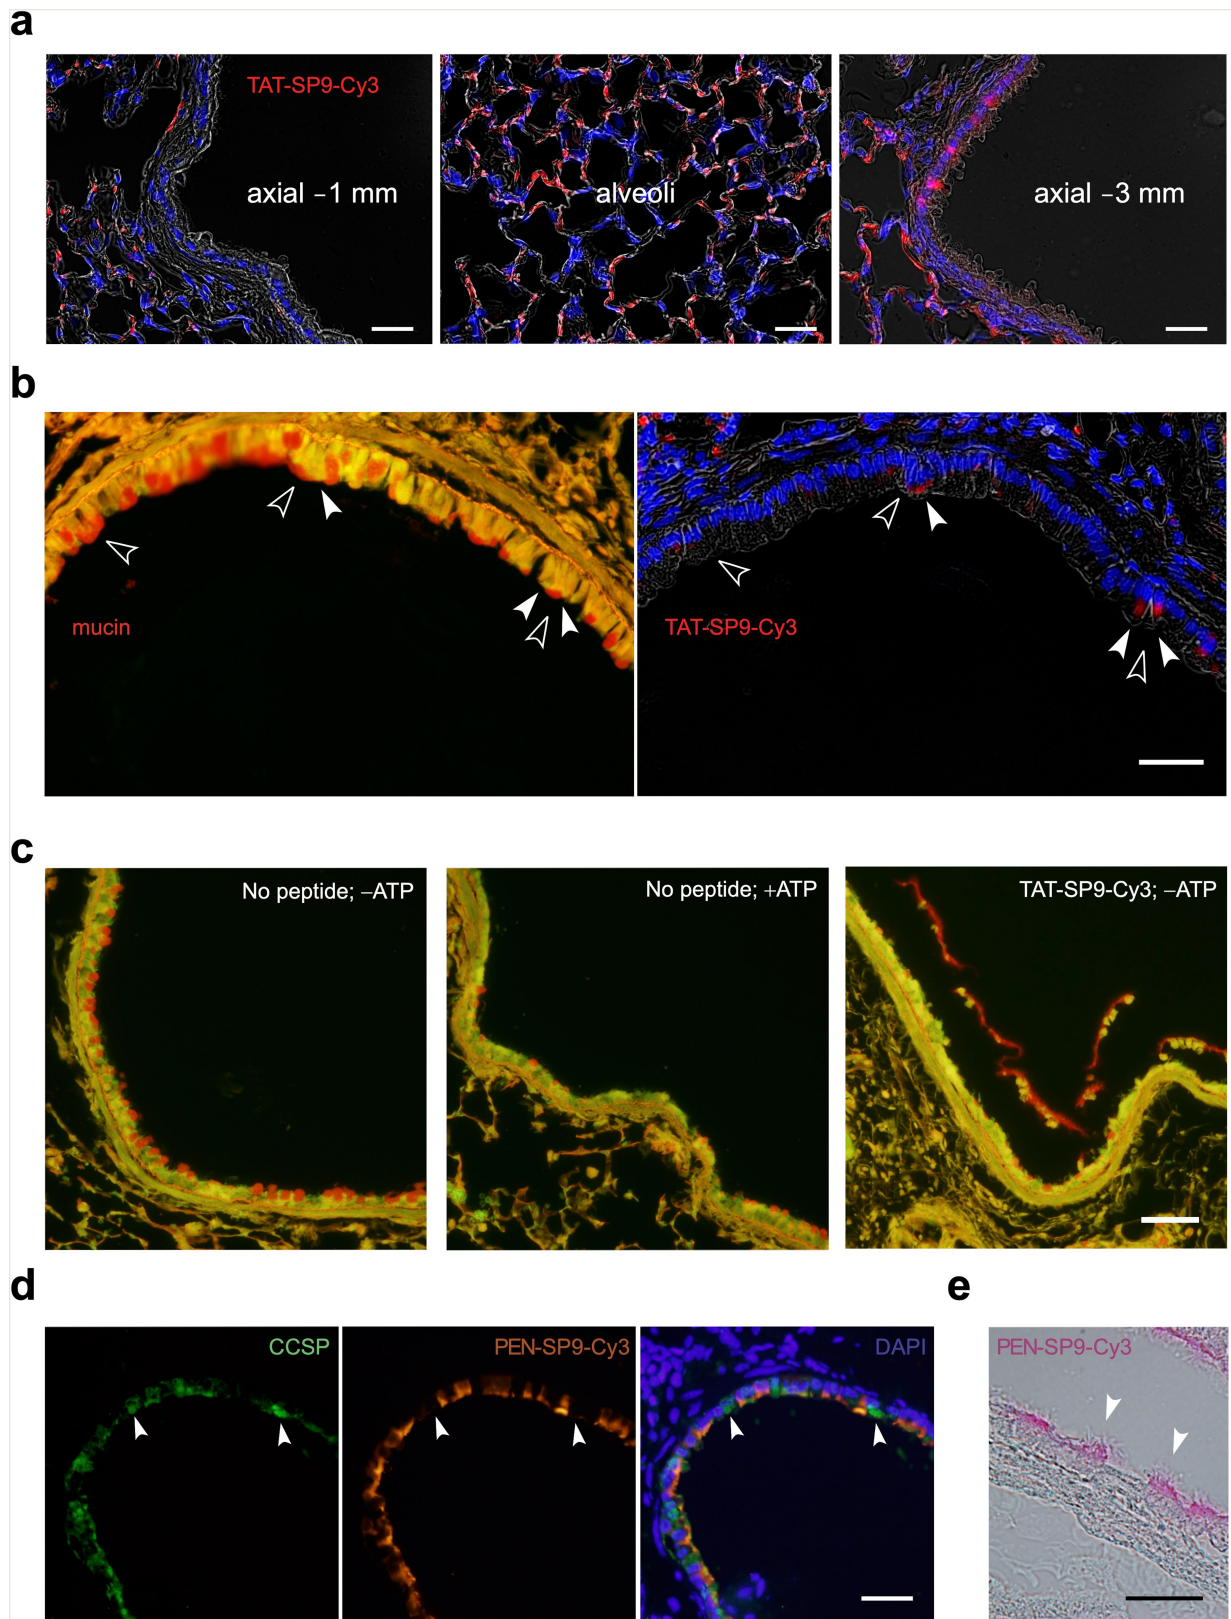 a
TAT-SP9-Cy3
axial –1 mm
alveoli
axial –3 mm
b
mucin
TAT-SP9-Cy3
c
No peptide; –ATP
No peptide; +ATP
TAT-SP9-Cy3; –ATP
d
e
CCSP
PEN-SP9-Cy3
DAPI
PEN-SP9-Cy3